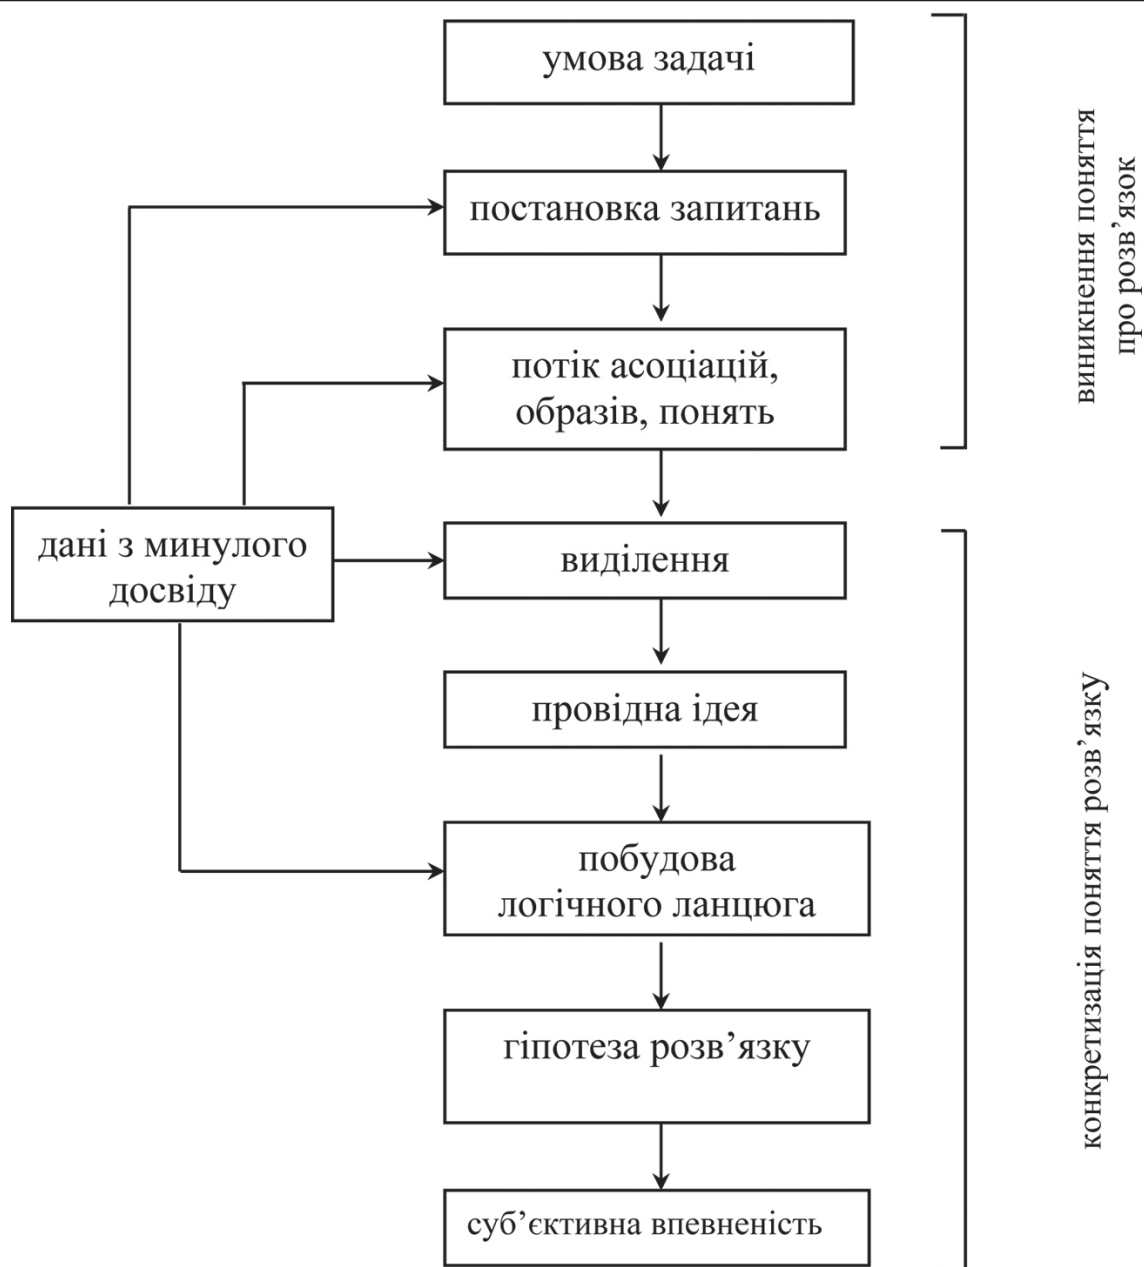 умова задачі
постановка запитань
потік асоціацій,
образів, понять
дані з минулого
досвіду
виділення
провідна ідея
побудова
логічного ланцюга
гіпотеза розв’язку
суб’єктивна впевненість
виникнення поняття
про розв’язок
конкретизація поняття розв’язку